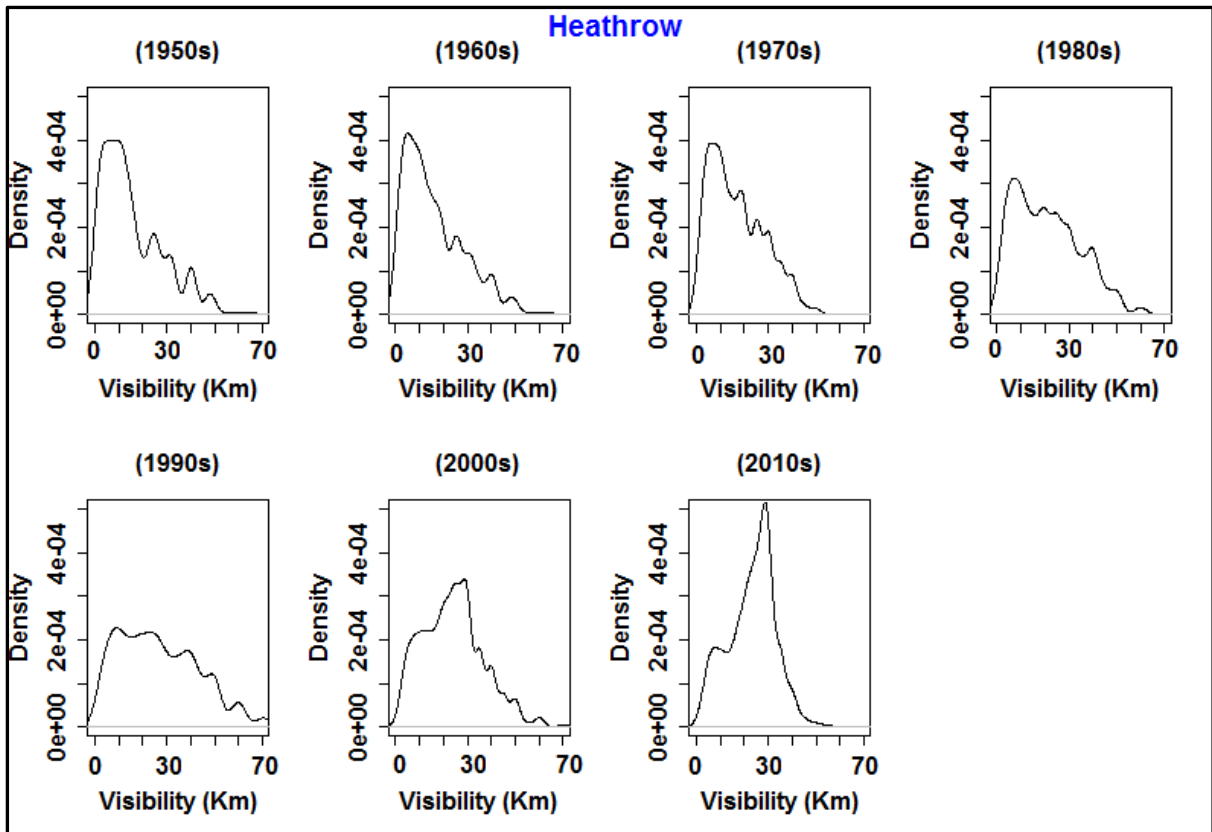 Heathrow
(1950s) (1960s) (1970s) (1980s)
Density
0e+00 2e-04 4e-04
0 30 70
Visibility (Km)
Density
0e+00 2e-04 4e-04
0 30 70
Visibility (Km)
Density
0e+00 2e-04 4e-04
0 30 70
Visibility (Km)
Density
0e+00 2e-04 4e-04
0 30 70
Visibility (Km)
(1990s) (2000s) (2010s)
Density
0e+00 2e-04 4e-04
0 30 70
Visibility (Km)
Density
0e+00 2e-04 4e-04
0 30 70
Visibility (Km)
Density
0e+00 2e-04 4e-04
0 30 70
Visibility (Km)